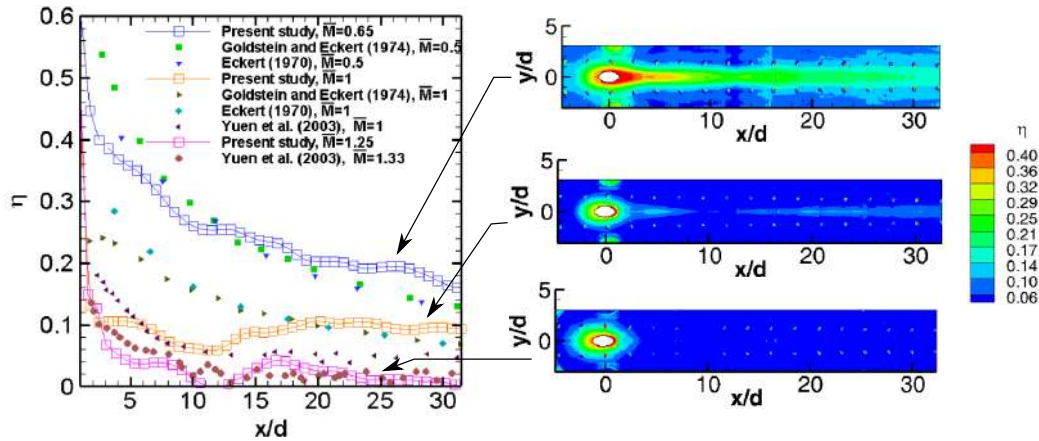 0.6
0.5
0.4
0.3
0.2
0.1
0
η
5 10 15 20 25 30
x/d
Present study, M̅=0.65
Goldstein and Eckert (1974), M̅=0.5
Eckert (1970), M̅=0.5
Present study, M̅=1
Goldstein and Eckert (1974), M̅=1
Eckert (1970), M̅=1
Yuen et al. (2003), M̅=1
Present study, M̅=1.25
Yuen et al. (2003), M̅=1.33
5
0
y/d
0 10 20 30
x/d
5
0
y/d
0 10 20 30
x/d
5
0
y/d
0 10 20 30
x/d
η
0.40
0.36
0.32
0.29
0.25
0.21
0.17
0.14
0.10
0.06